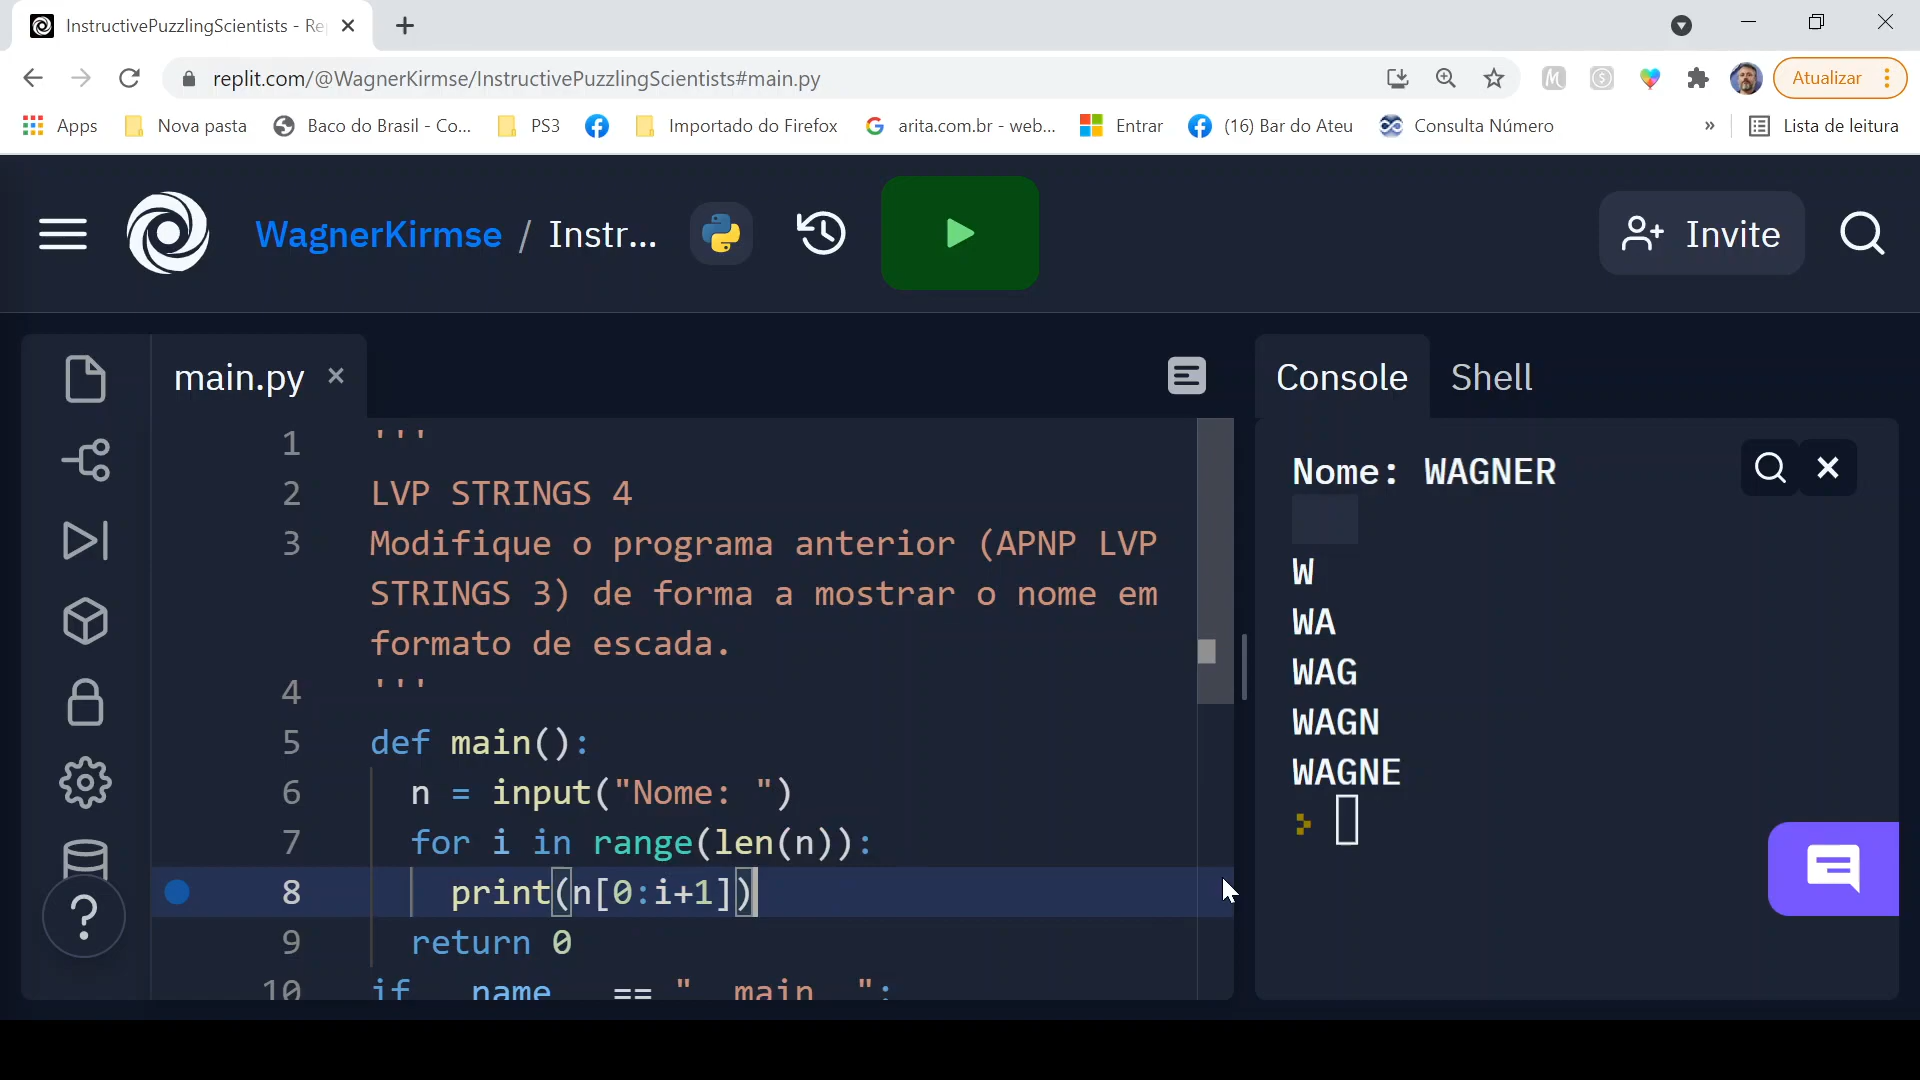 InstructivePuzzlingScientists - Re
replit.com/@WagnerKirmse/InstructivePuzzlingScientists#main.py
Atualizar
Apps
Nova pasta
Baco do Brasil - Co...
PS3
Importado do Firefox
arita.com.br - web...
Entrar
(16) Bar do Ateu
Consulta Número
»
Lista de leitura
WagnerKirmse / Instr...
Invite
main.py
Console
Shell
1 '''
2 LVP STRINGS 4
3 Modifique o programa anterior (APNP LVP
STRINGS 3) de forma a mostrar o nome em
formato de escada.
4 '''
5 def main():
6 n = input("Nome: ")
7 for i in range(len(n)):
8 print(n[0:i+1])
9 return 0
10 if __name__ == "__main__":
Nome: WAGNER
W
WA
WAG
WAGN
WAGNE